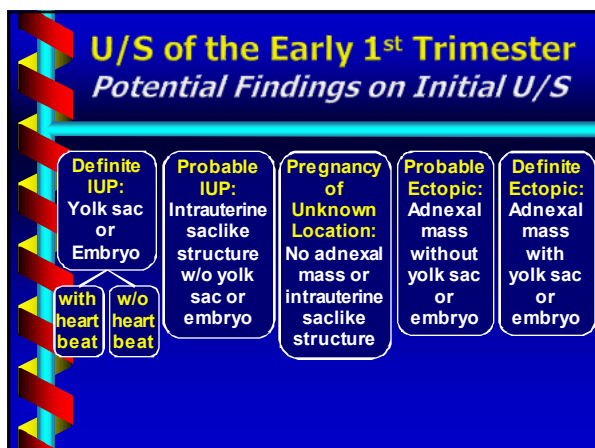 U/S of the Early 1st Trimester
Potential Findings on Initial U/S
Definite
IUP:
Yolk sac
or
Embryo
with
heart
beat
w/o
heart
beat
Probable
IUP:
Intrauterine
saclike
structure
w/o yolk
sac or
embryo
Pregnancy
of
Unknown
Location:
No adnexal
mass or
intrauterine
saclike
structure
Probable
Ectopic:
Adnexal
mass
without
yolk sac
or
embryo
Definite
Ectopic:
Adnexal
mass
with
yolk sac
or
embryo